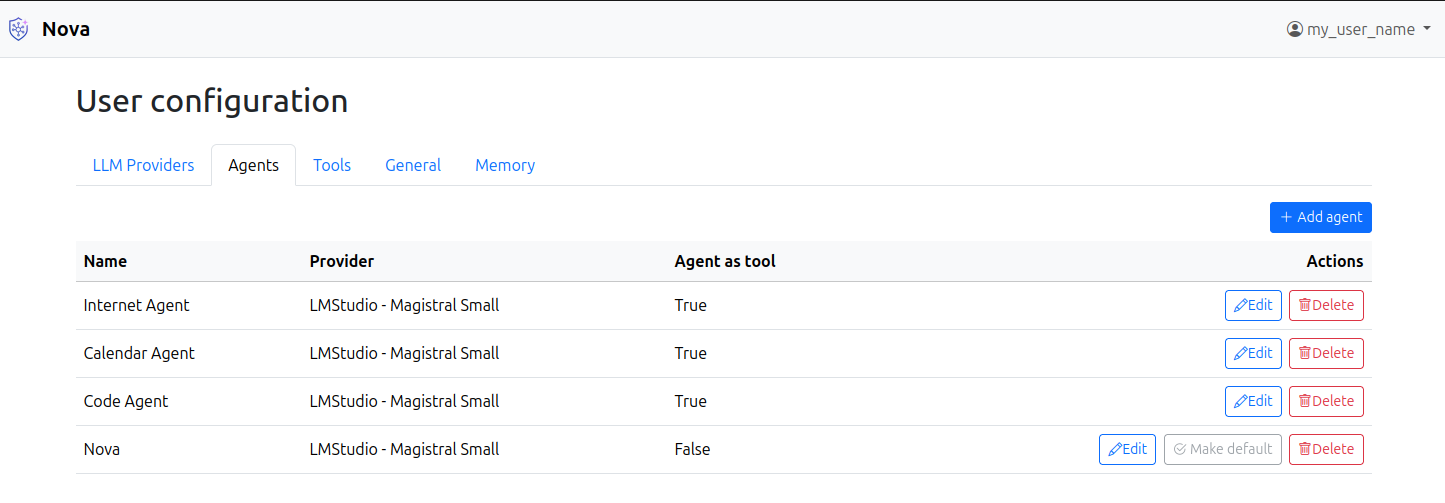 Nova my_user_name
User configuration
LLM Providers Agents Tools General Memory
+ Add agent
Name Provider Agent as tool Actions
Internet Agent LMStudio - Magistral Small True Edit Delete
Calendar Agent LMStudio - Magistral Small True Edit Delete
Code Agent LMStudio - Magistral Small True Edit Delete
Nova LMStudio - Magistral Small False Edit Make default Delete